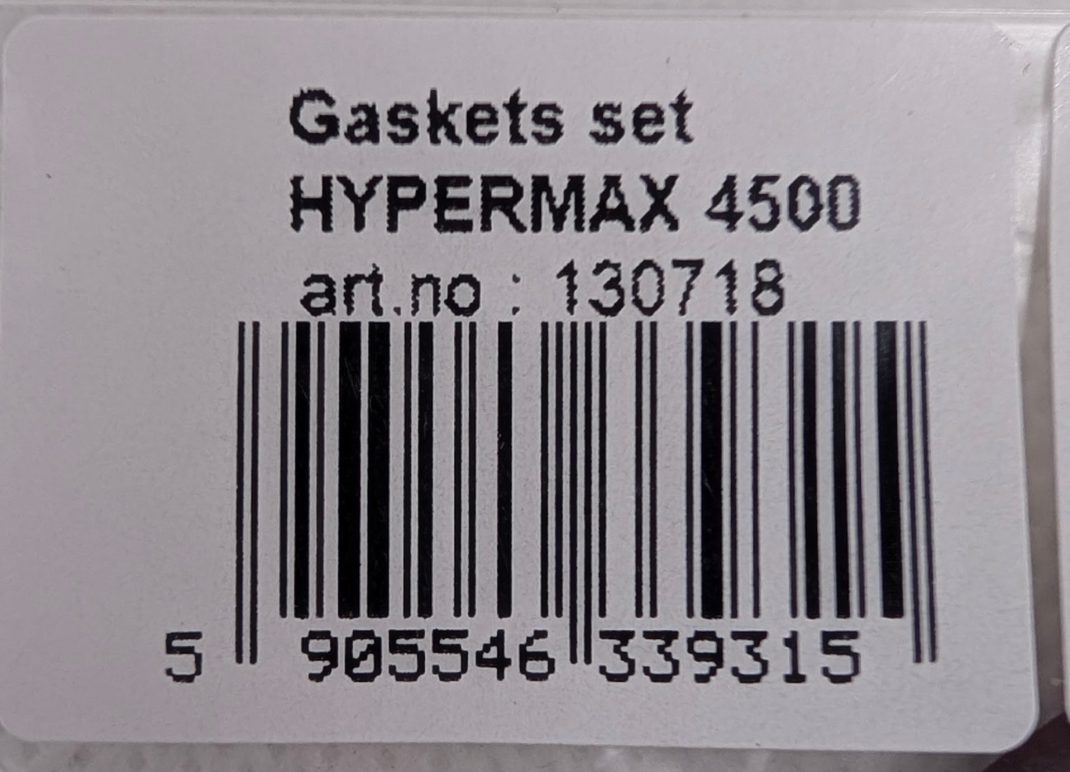 Gaskets set
HYPERMAX 4500
art.no : 130718
5 905546 339315